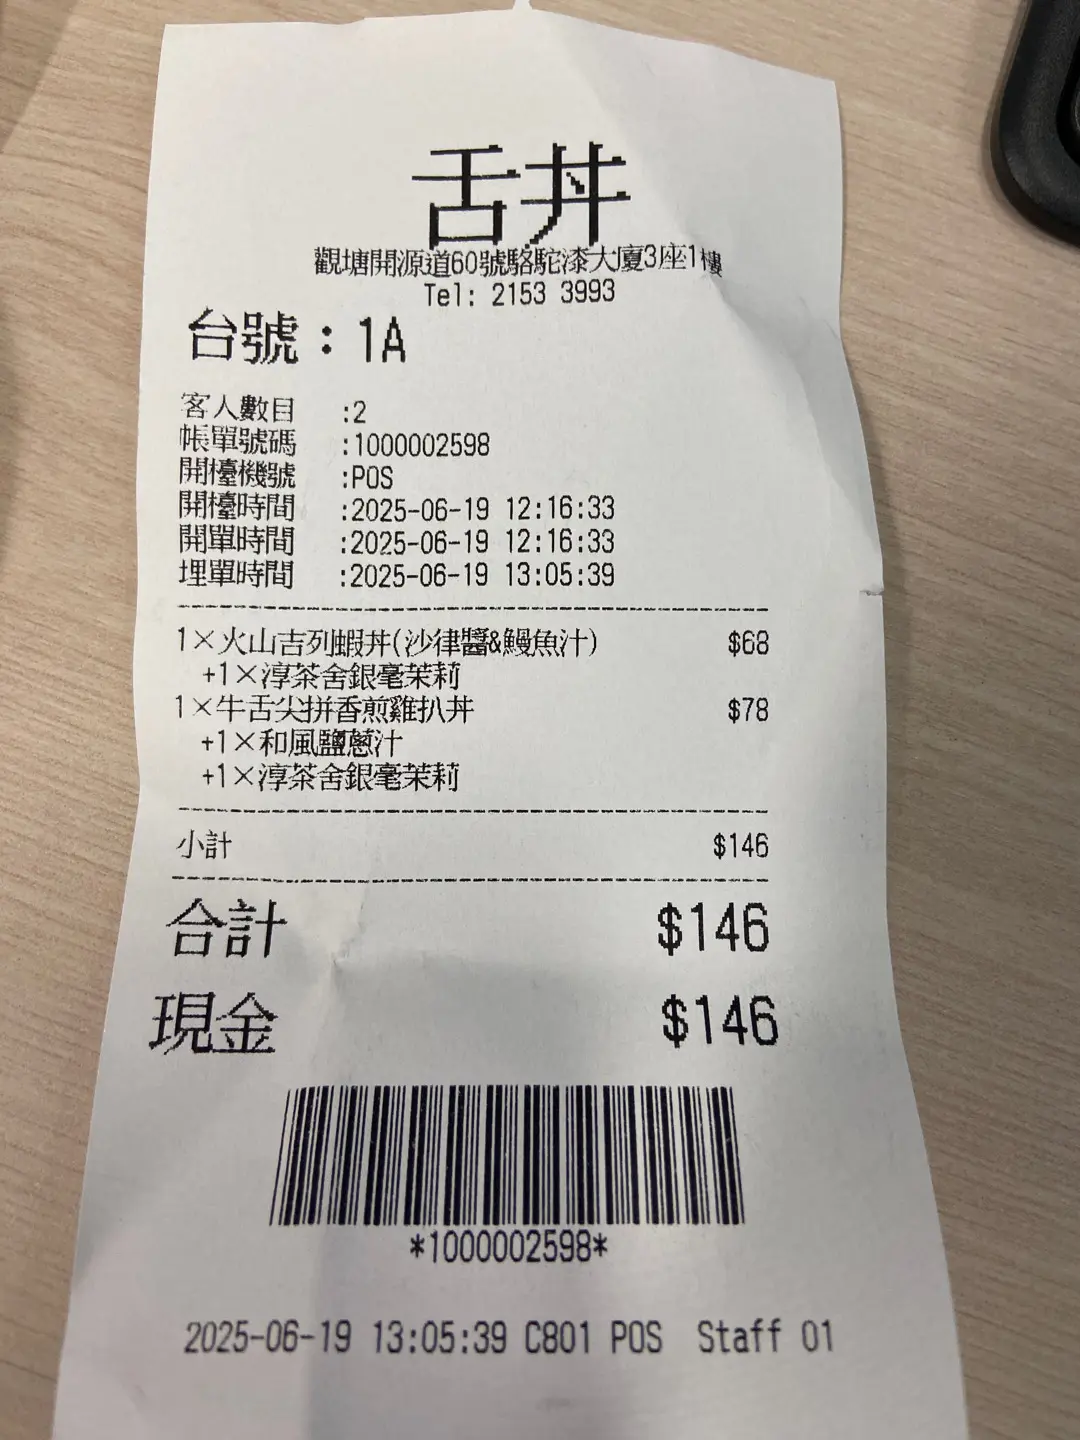 舌丼
觀塘開源道60號駱駝漆大廈3座1樓
Tel: 2153 3993
台號：1A
客人數目 :2
帳單號碼 :1000002598
開檯機號 :POS
開檯時間 :2025-06-19 12:16:33
開單時間 :2025-06-19 12:16:33
埋單時間 :2025-06-19 13:05:39
1×火山吉列蝦丼(沙律醬&鰻魚汁) $68
+1×淳茶舍銀毫茉莉
1×牛舌尖拼香煎雞扒丼 $78
+1×和風鹽蔥汁
+1×淳茶舍銀毫茉莉
小計 $146
合計 $146
現金 $146
*1000002598*
2025-06-19 13:05:39 C801 POS Staff 01